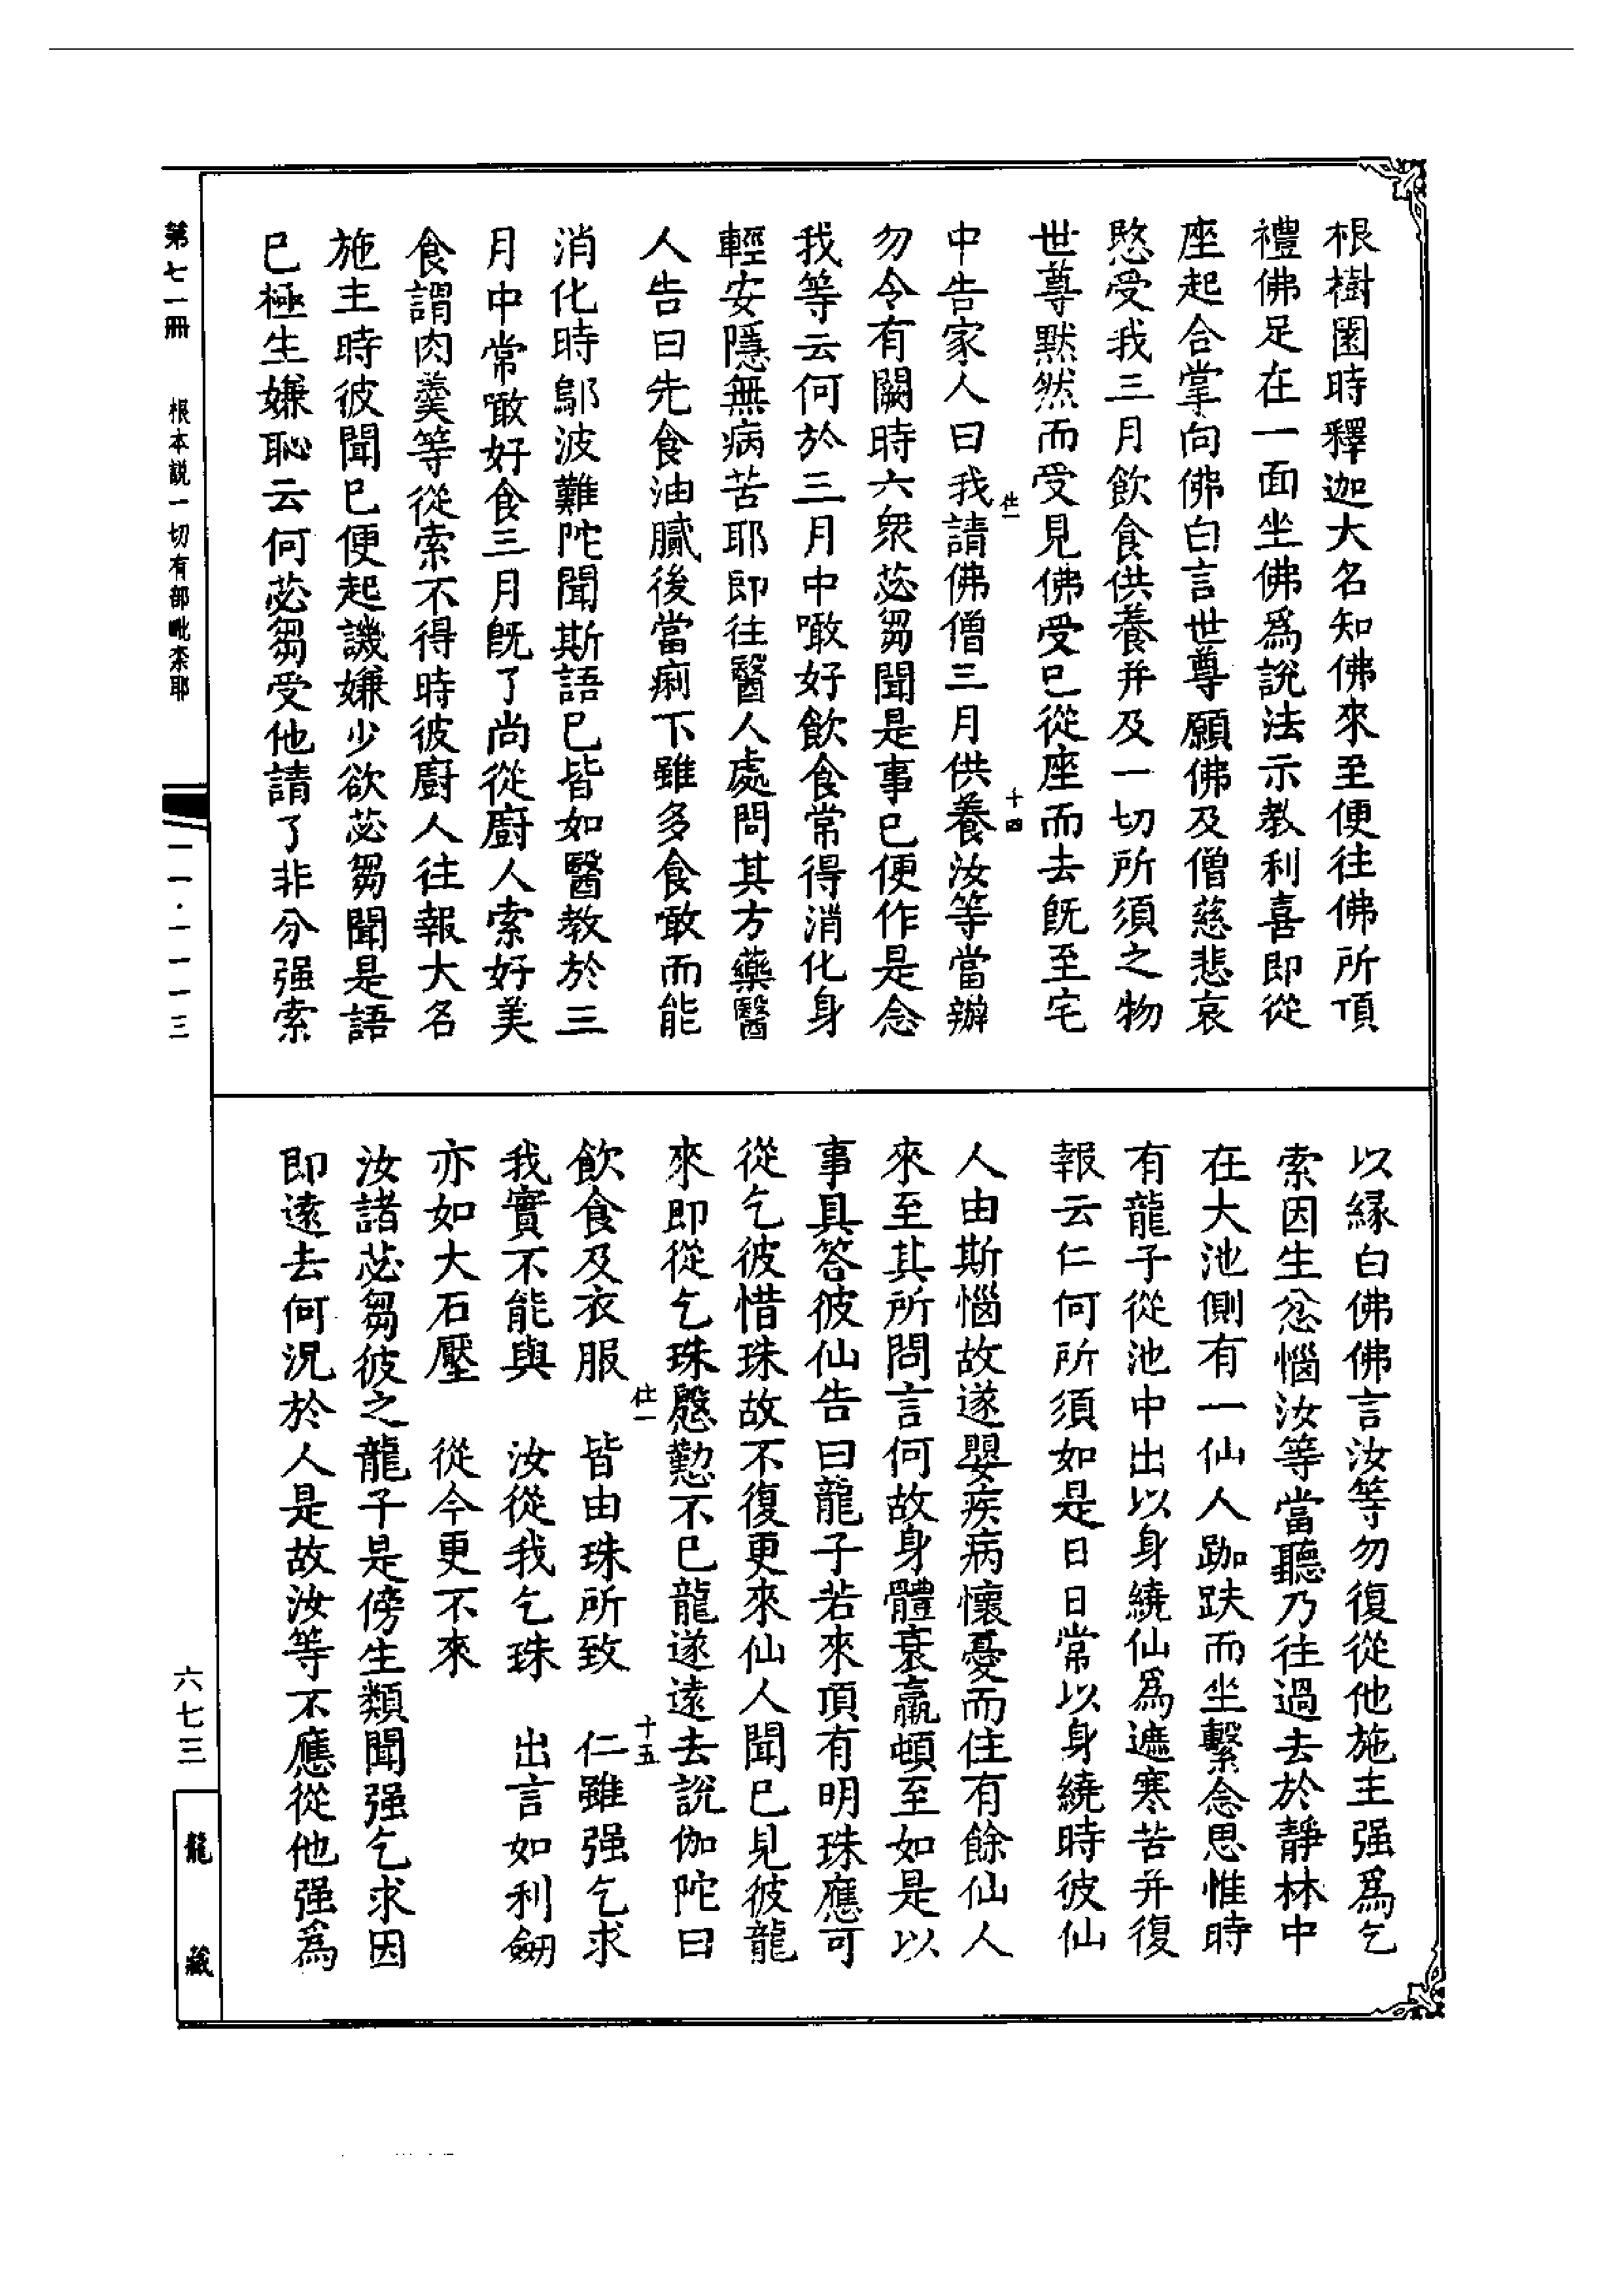 根樹園時釋迦大名知佛來至便往佛所頂
禮佛足在一面坐佛爲說法示教利喜即從
座起合掌向佛白言世尊願佛及僧慈悲哀
愍受我三月飲食供養并及一切所須之物
世尊黙然而受見佛受已從座而去旣至宅
中告家人曰我請佛僧三月供養汝等當辦
仕一
十四
勿令有闕時六衆苾芻聞是事已便作是念
我等云何於三月中噉好飲食常得消化身
輕安隱無病苦耶即往醫人處問其方藥醫
人告曰先食油膩後當痢下雖多食敢而能
消化時鄔波難陀聞斯語已皆如醫教於三
月中常噉好食三月旣了尚從廚人索好美
食謂肉羹等從索不得時彼廚人往報大名
施主時彼聞已便起譏嫌少欲苾芻聞是語
已極生嫌恥云何苾芻受他請了非分强索
以緣白佛佛言汝等勿復從他施主强爲乞
索因生忿惱汝等當聽乃往過去於靜林中
在大池側有一仙人跏趺而坐繫念思惟時
有龍子從池中出以身繞仙爲遮寒苦并復
報云仁何所須如是日日常以身繞時彼仙
人由斯惱故遂嬰疾病懷憂而住有餘仙人
來至其所問言何故身體衰羸頓至如是以
事具答彼仙告曰龍子若來頂有明珠應可
從乞彼惜珠故不復更來仙人聞已見彼龍
來即從乞珠慇懃不已龍遂遠去說伽陀曰
仕一
十五
飲食及衣服　皆由珠所致　仁雖强乞求
我實不能與　汝從我乞珠　出言如利劒
亦如大石壓　從今更不來
汝諸苾芻彼之龍子是傍生類聞强乞求因
即遠去何況於人是故汝等不應從他强爲
第七一冊　根本説一切有部毗柰耶
一一·一一一三
六七三
龍藏